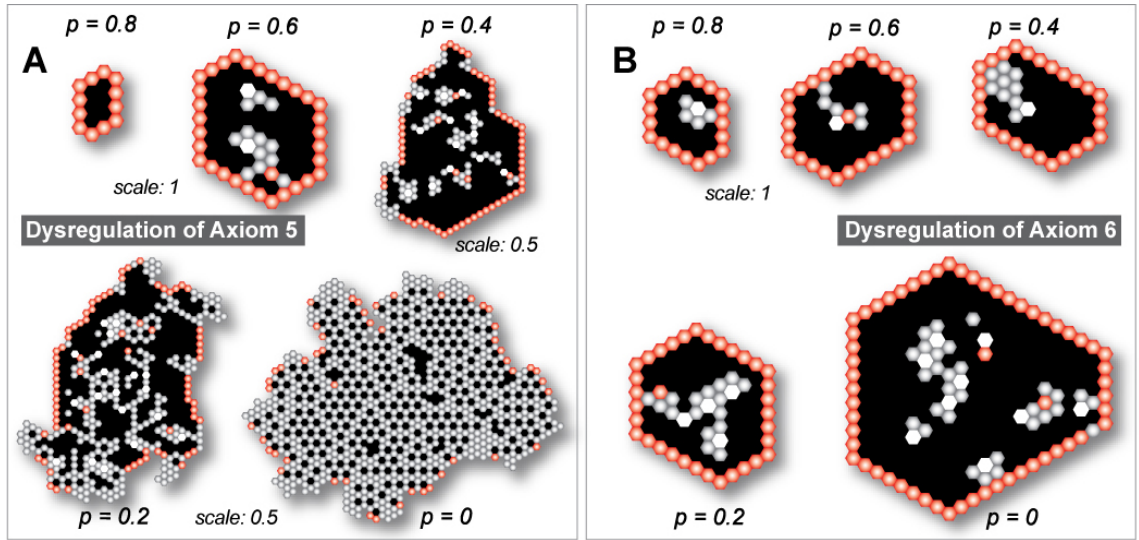 A
p = 0.8
p = 0.6
p = 0.4
scale: 1
Dysregulation of Axiom 5
scale: 0.5
p = 0.2
scale: 0.5
p = 0
B
p = 0.8
p = 0.6
p = 0.4
scale: 1
Dysregulation of Axiom 6
p = 0.2
p = 0